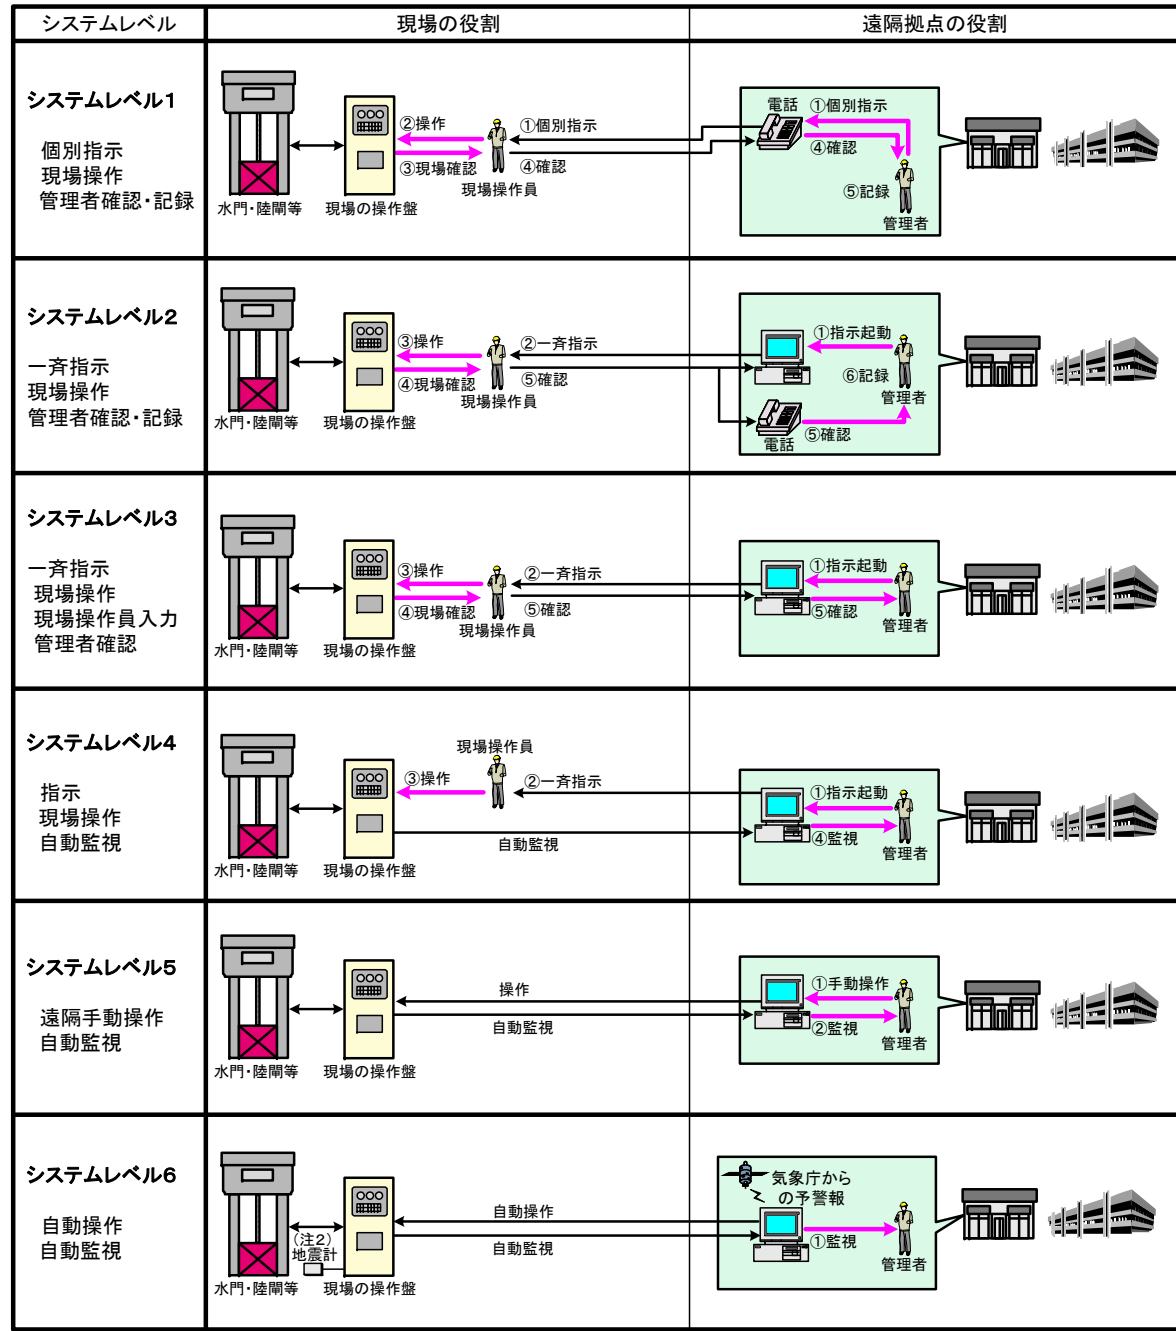 システムレベル
現場の役割
遠隔拠点の役割
システムレベル1
個別指示
現場操作
管理者確認・記録
水門・陸閘等
現場の操作盤
②操作
③現場確認
現場操作員
①個別指示
④確認
電話
①個別指示
④確認
⑤記録
管理者
システムレベル2
一斉指示
現場操作
管理者確認・記録
水門・陸閘等
現場の操作盤
③操作
④現場確認
現場操作員
②一斉指示
⑤確認
①指示起動
⑥記録
管理者
電話
⑤確認
システムレベル3
一斉指示
現場操作
現場操作員入力
管理者確認
水門・陸閘等
現場の操作盤
③操作
④現場確認
現場操作員
②一斉指示
⑤確認
①指示起動
⑤確認
管理者
システムレベル4
指示
現場操作
自動監視
水門・陸閘等
現場の操作盤
現場操作員
③操作
②一斉指示
自動監視
①指示起動
④監視
管理者
システムレベル5
遠隔手動操作
自動監視
水門・陸閘等
現場の操作盤
操作
自動監視
①手動操作
②監視
管理者
システムレベル6
自動操作
自動監視
(注2)
地震計
水門・陸閘等
現場の操作盤
自動操作
自動監視
気象庁から
の予警報
①監視
管理者